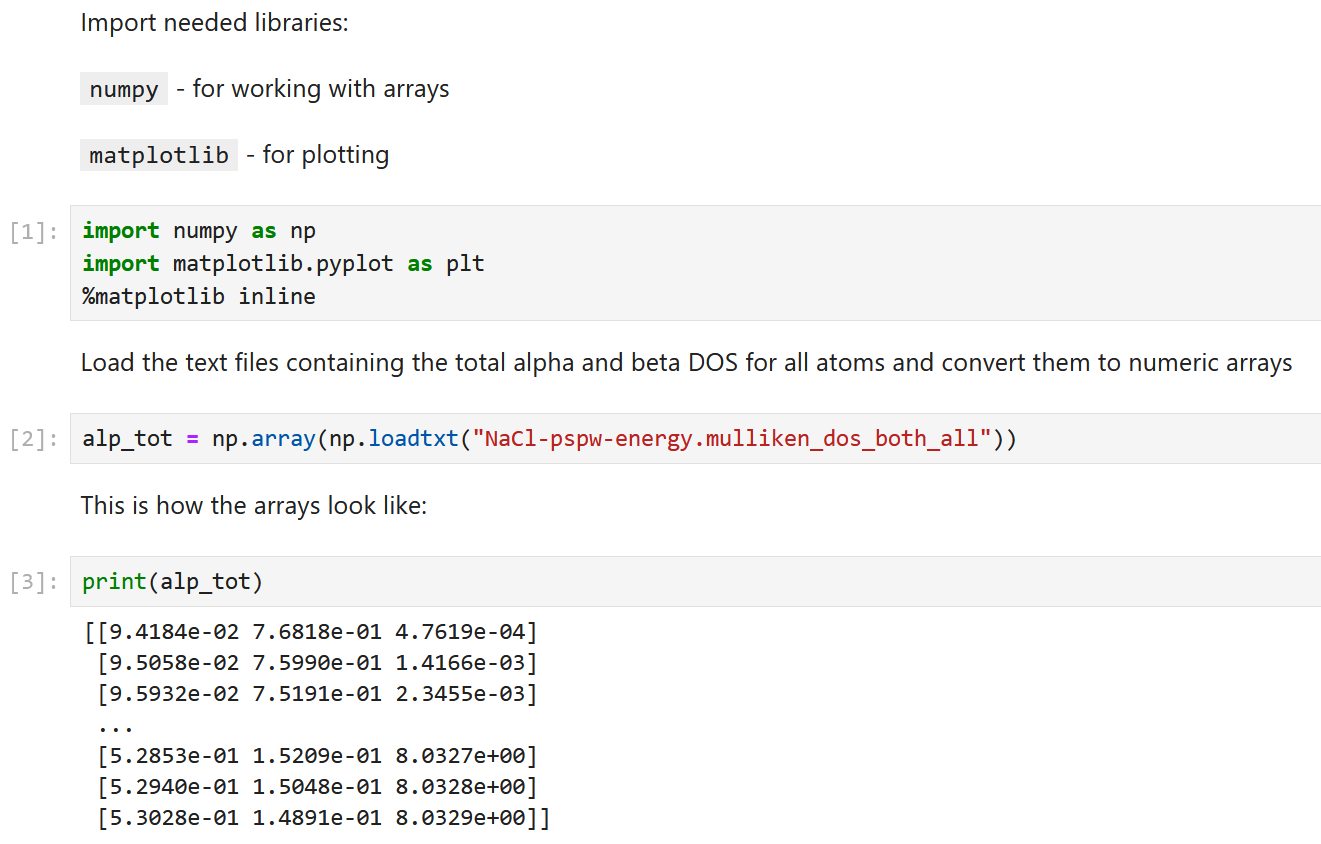 Import needed libraries:
numpy - for working with arrays
matplotlib - for plotting
[1]: import numpy as np
import matplotlib.pyplot as plt
%matplotlib inline
Load the text files containing the total alpha and beta DOS for all atoms and convert them to numeric arrays
[2]: alp_tot = np.array(np.loadtxt("NaCl-pspw-energy.mulliken_dos_both_all"))
This is how the arrays look like:
[3]: print(alp_tot)
[[9.4184e-02 7.6818e-01 4.7619e-04]
[9.5058e-02 7.5990e-01 1.4166e-03]
[9.5932e-02 7.5191e-01 2.3455e-03]
...
[5.2853e-01 1.5209e-01 8.0327e+00]
[5.2940e-01 1.5048e-01 8.0328e+00]
[5.3028e-01 1.4891e-01 8.0329e+00]]